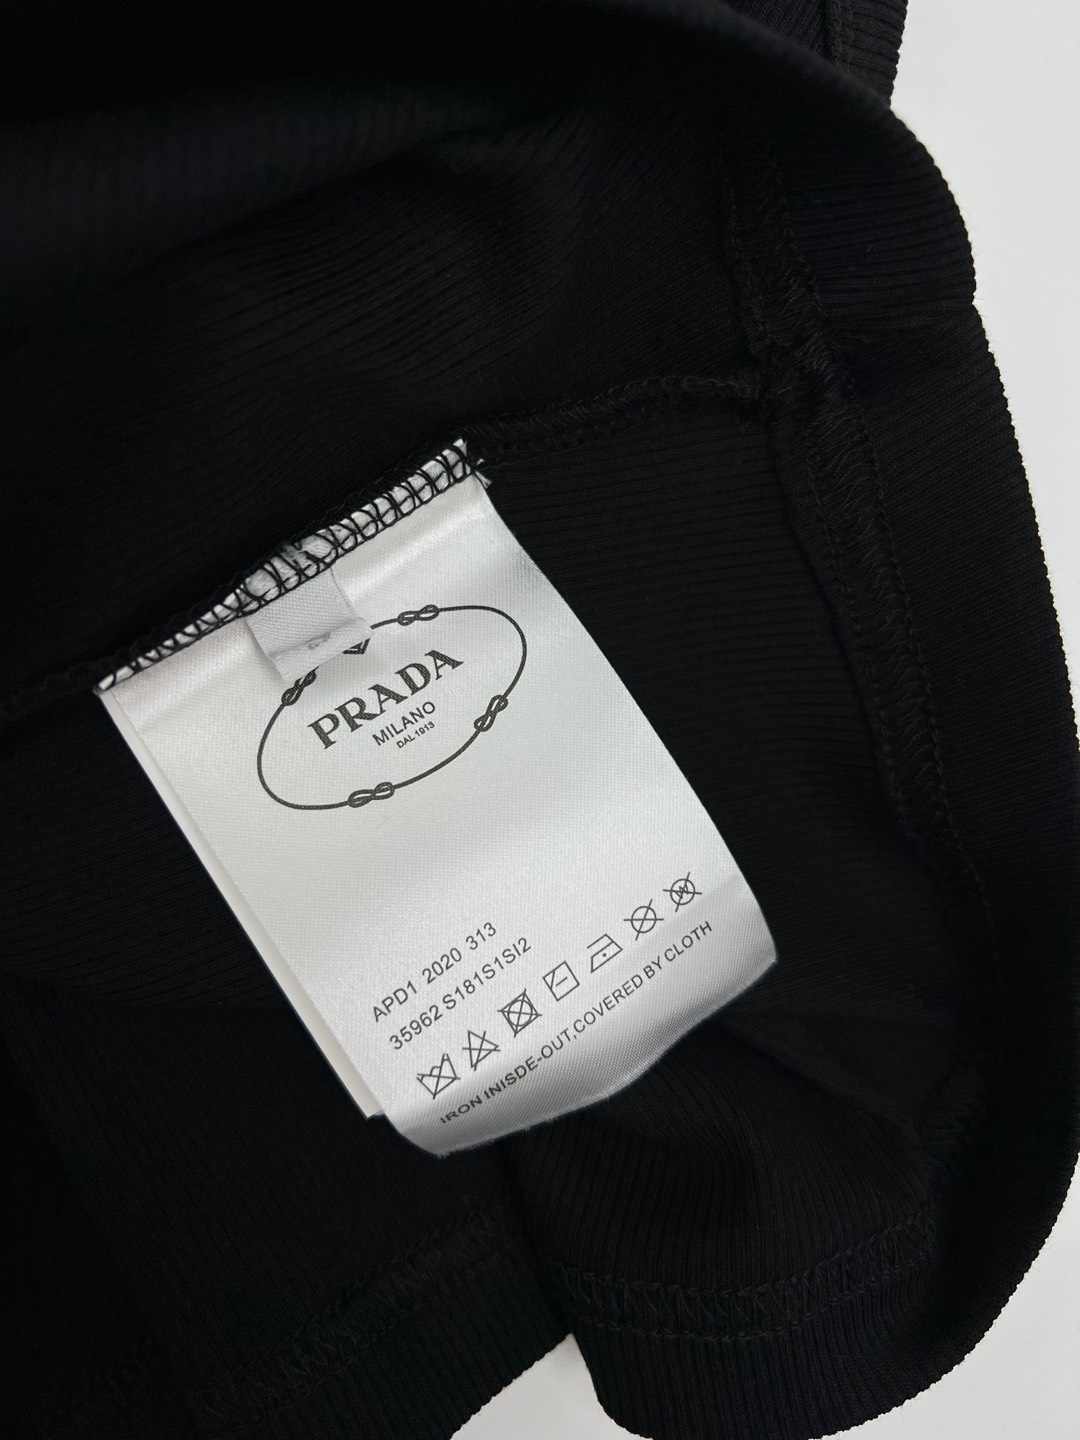 PRADA
MILANO
DAL 1913
APD1 2020 313
35962 S181S1SI2
IRON INISDE-OUT,COVERED BY CLOTH